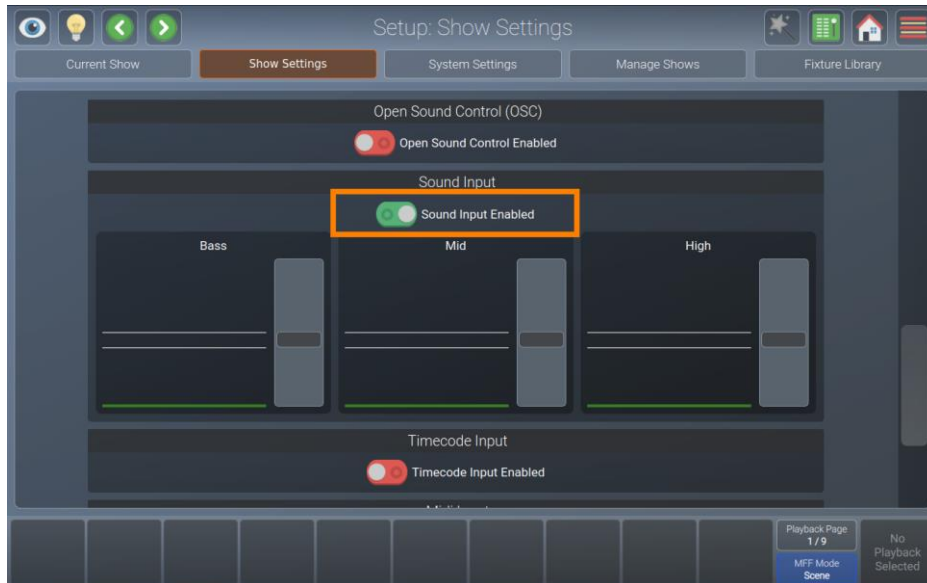 Setup: Show Settings
Current Show
Show Settings
System Settings
Manage Shows
Fixture Library
Open Sound Control (OSC)
Open Sound Control Enabled
Sound Input
Sound Input Enabled
Bass
Mid
High
Timecode Input
Timecode Input Enabled
Playback Page
1 / 9
MFF Mode
Scene
No
Playback
Selected